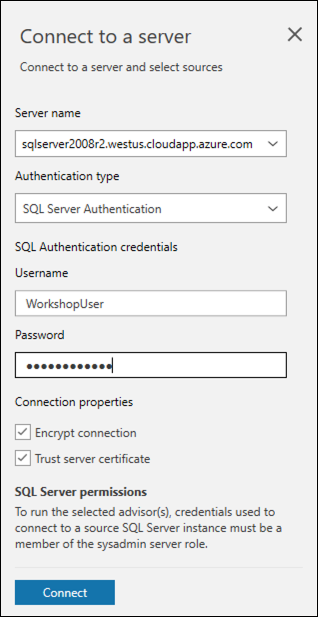 Connect to a server
Connect to a server and select sources
Server name
sqlserver2008r2.westus.cloudapp.azure.com
Authentication type
SQL Server Authentication
SQL Authentication credentials
Username
WorkshopUser
Password
●●●●●●●●●●●●
Connection properties
Encrypt connection
Trust server certificate
SQL Server permissions
To run the selected advisor(s), credentials used to
connect to a source SQL Server instance must be a
member of the sysadmin server role.
Connect